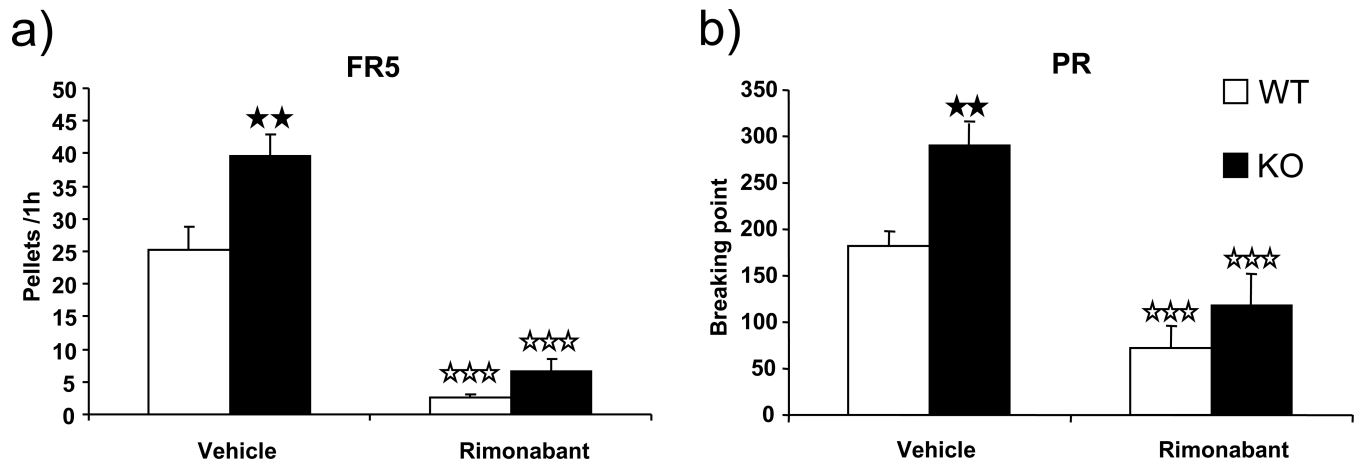 a)
FR5
Pellets /1h
50
45
40
35
30
25
20
15
10
5
0
★★
☆☆☆
☆☆☆
Vehicle
Rimonabant
b)
PR
Breaking point
350
300
250
200
150
100
50
0
★★
☆☆☆
☆☆☆
Vehicle
Rimonabant
WT
KO